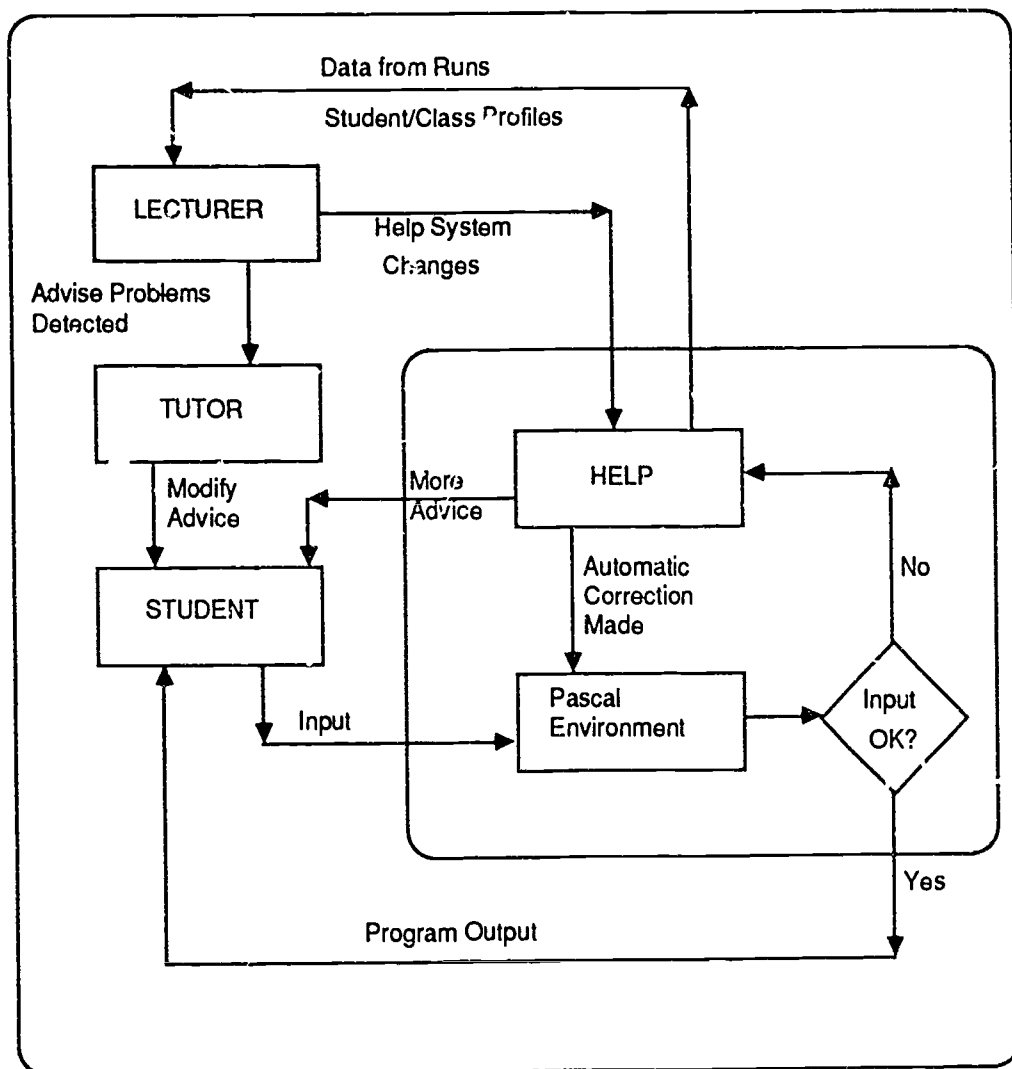 Data from Runs
Student/Class Profiles
LECTURER
Help System
Changes
Advise Problems
Detected
TUTOR
HELP
More
Advice
Modify
Advice
No
Automatic
Correction
Made
STUDENT
Pascal
Environment
Input
OK?
Input
Yes
Program Output